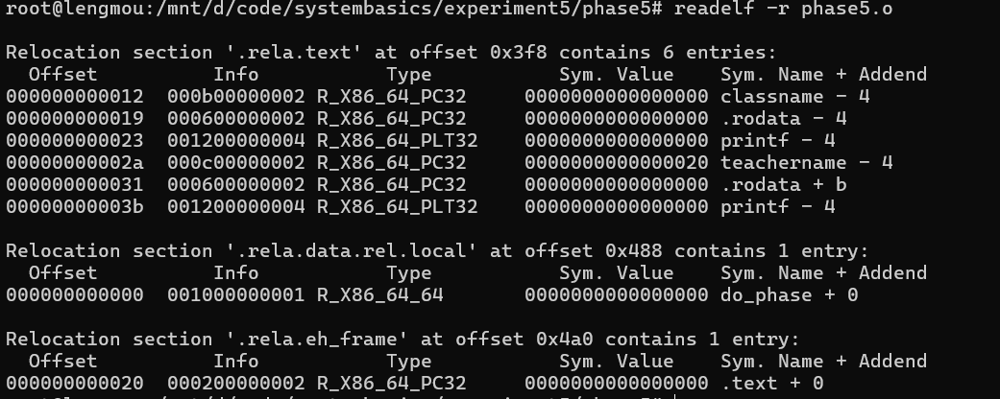 root@lengmou:/mnt/d/code/systembasics/experiment5/phase5# readelf -r phase5.o
Relocation section '.rela.text' at offset 0x3f8 contains 6 entries:
Offset Info Type Sym. Value Sym. Name + Addend
000000000012 000b00000002 R_X86_64_PC32 0000000000000000 classname - 4
000000000019 000600000002 R_X86_64_PC32 0000000000000000 .rodata - 4
000000000023 001200000004 R_X86_64_PLT32 0000000000000000 printf - 4
00000000002a 000c00000002 R_X86_64_PC32 0000000000000020 teachername - 4
000000000031 000600000002 R_X86_64_PC32 0000000000000000 .rodata + b
00000000003b 001200000004 R_X86_64_PLT32 0000000000000000 printf - 4
Relocation section '.rela.data.rel.local' at offset 0x488 contains 1 entry:
Offset Info Type Sym. Value Sym. Name + Addend
000000000000 001000000001 R_X86_64_64 0000000000000000 do_phase + 0
Relocation section '.rela.eh_frame' at offset 0x4a0 contains 1 entry:
Offset Info Type Sym. Value Sym. Name + Addend
000000000020 000200000002 R_X86_64_PC32 0000000000000000 .text + 0